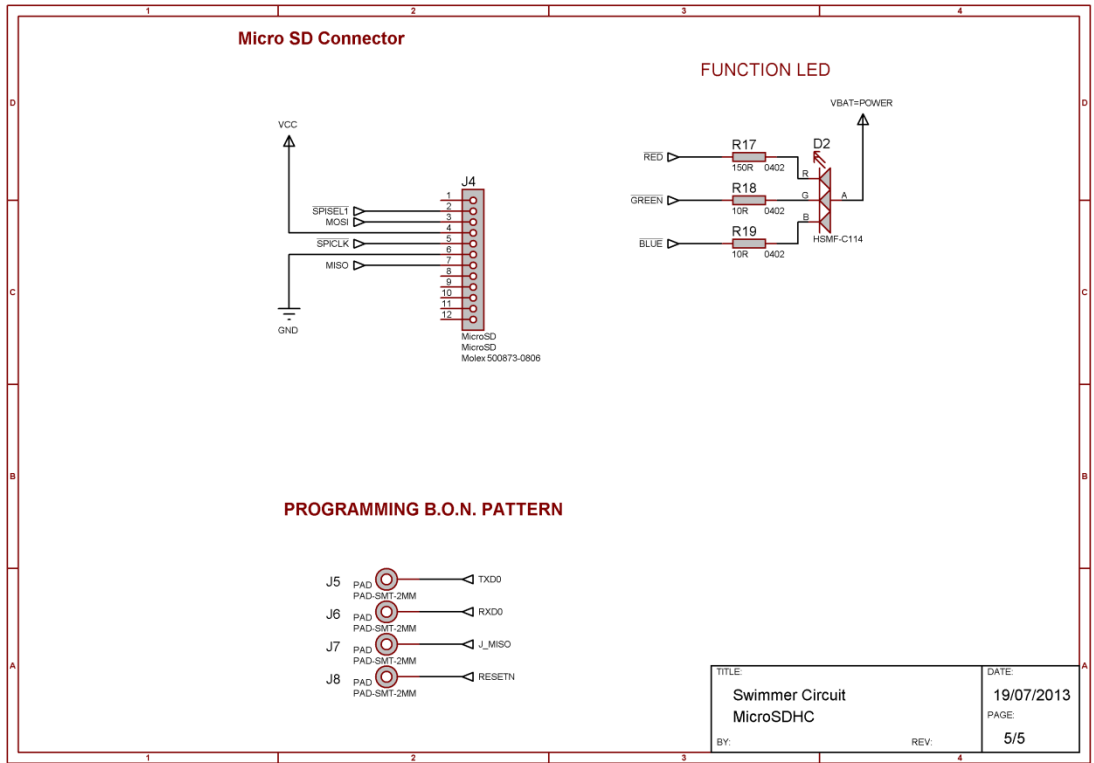 1 2 3 4
Micro SD Connector
FUNCTION LED
D D
VBAT=POWER
VCC
R17 D2
RED R
150R 0402
J4
R18
1
SPISEL1 2
GREEN G A
MOSI 3
10R 0402
4
R19 B
SPICLK 5
BLUE HSMF-C114
6
10R 0402
MISO 7
8
9
C C
10
11
12
GND
MicroSD
MicroSD
Molex 500873-0806
B B
PROGRAMMING B.O.N. PATTERN
J5 PAD TXD0
PAD-SMT-2MM
J6 PAD RXD0
PAD-SMT-2MM
J7 PAD J_MISO
PAD-SMT-2MM
A A
J8 PAD RESETN
PAD-SMT-2MM
TITLE: DATE:
Swimmer Circuit 19/07/2013
MicroSDHC PAGE:
BY: REV: 5/5
1 2 3 4